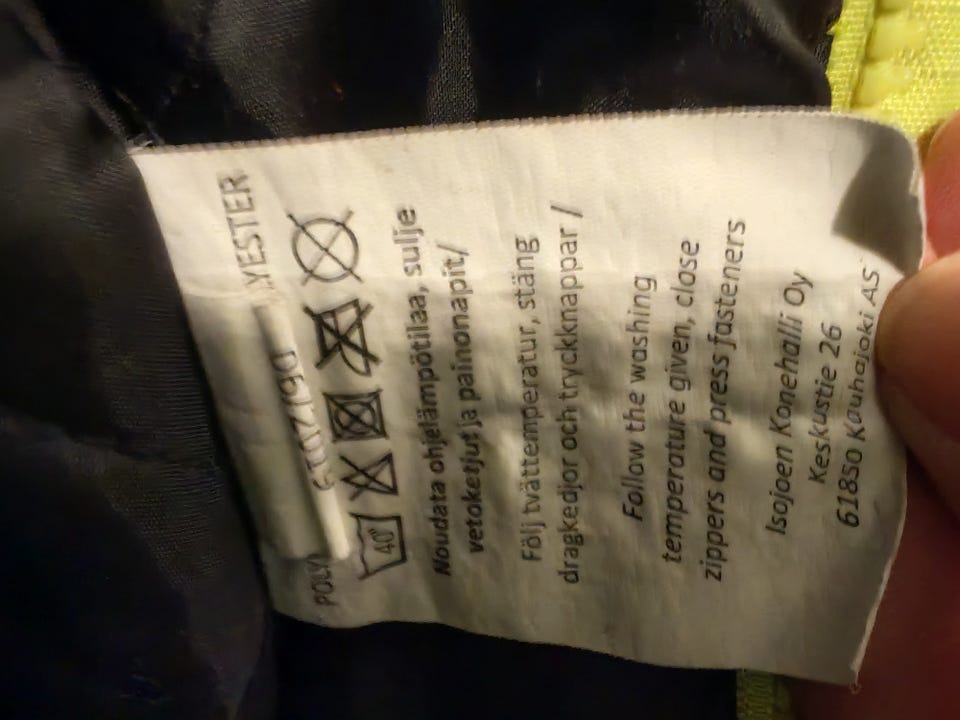 POLY
YESTER
40°
Noudata ohjelämpötilaa, sulje
vetoketjut ja painonapit/
Följ tvättemperatur, stäng
dragkedjor och tryckknappar /
Follow the washing
temperature given, close
zippers and press fasteners
Isojoen Konehalli Oy
Keskustie 26
61850 Kauhajoki AS